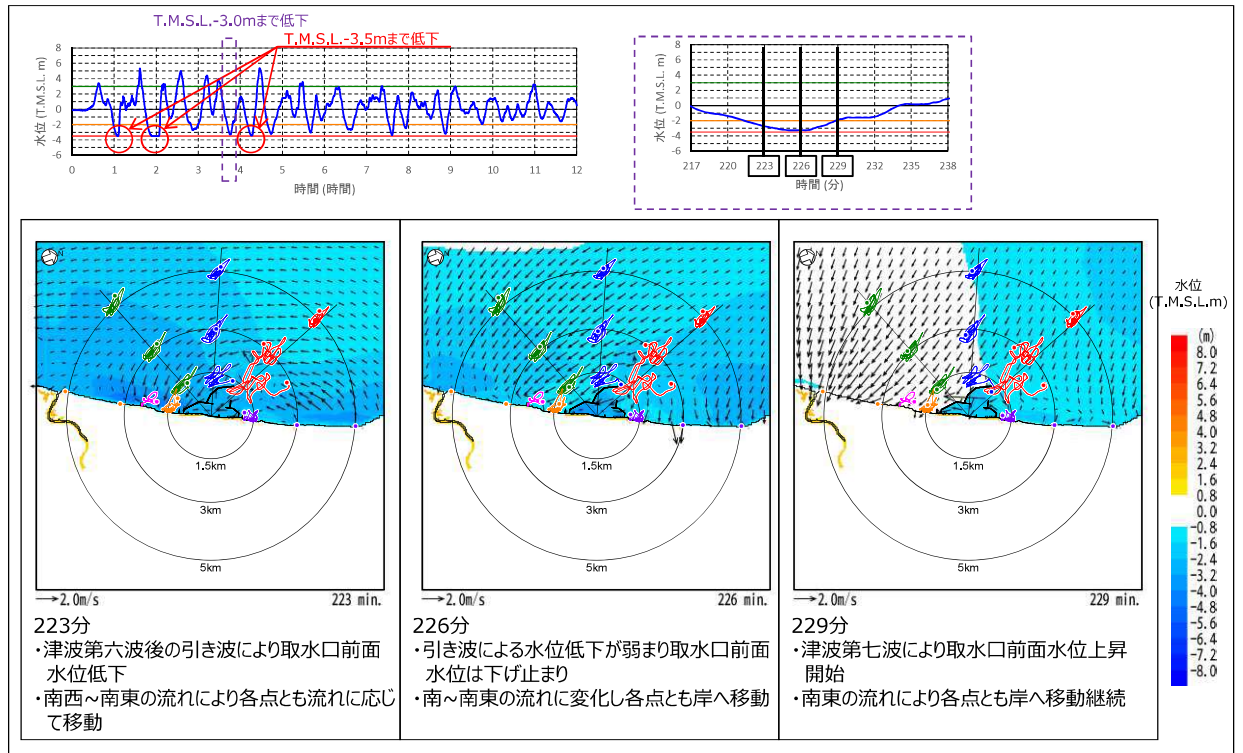 T.M.S.L.-3.0mまで低下
T.M.S.L.-3.5mまで低下
水位 (T.M.S.L. m)
8
6
4
2
0
-2
-4
-6
0 1 2 3 4 5 6 7 8 9 10 11 12
時間 (時間)
水位 (T.M.S.L. m)
8
6
4
2
0
-2
-4
-6
217 220 223 226 229 232 235 238
時間 (分)
N
1.5km
3km
5km
→2.0m/s 223 min.
223分
・津波第六波後の引き波により取水口前面
水位低下
・南西~南東の流れにより各点とも流れに応じ
て移動
N
1.5km
3km
5km
→2.0m/s 226 min.
226分
・引き波による水位低下が弱まり取水口前面
水位は下げ止まり
・南~南東の流れに変化し各点とも岸へ移動
N
1.5km
3km
5km
→2.0m/s 229 min.
229分
・津波第七波により取水口前面水位上昇
開始
・南東の流れにより各点とも岸へ移動継続
水位
(T.M.S.L.m)
(m)
8.0
7.2
6.4
5.6
4.8
4.0
3.2
2.4
1.6
0.8
0.0
-0.8
-1.6
-2.4
-3.2
-4.0
-4.8
-5.6
-6.4
-7.2
-8.0